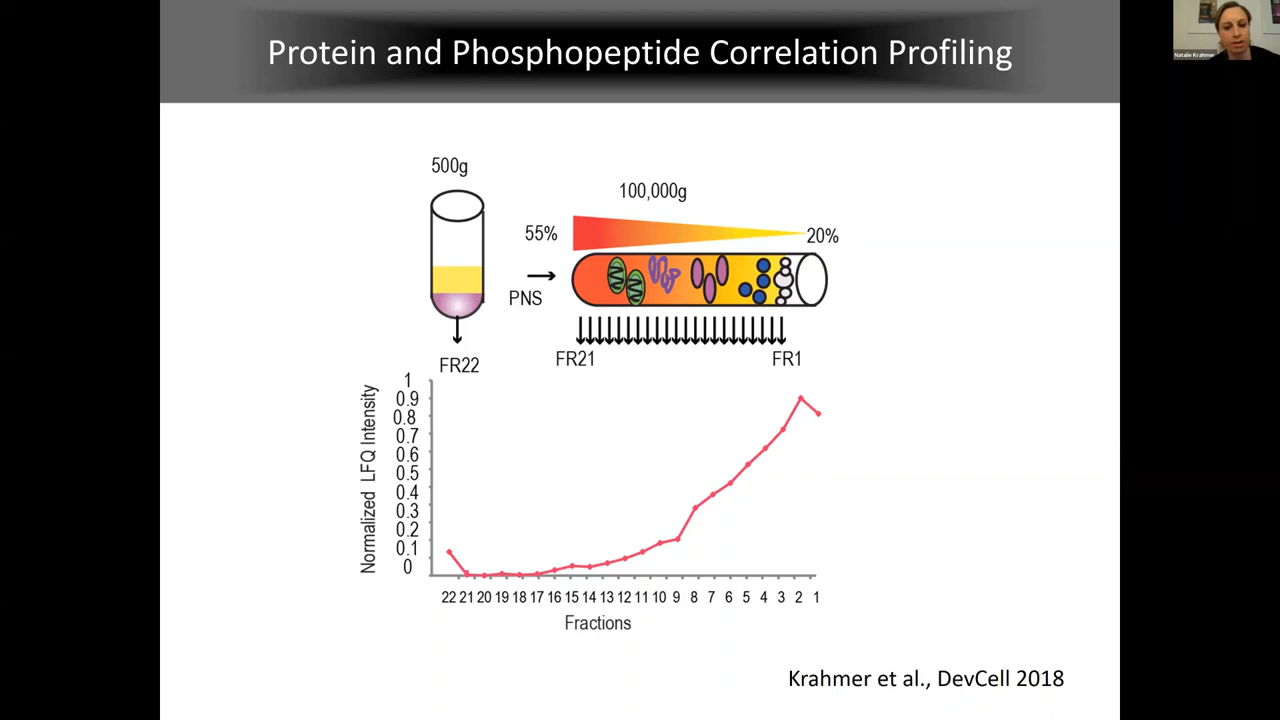 Protein and Phosphopeptide Correlation Profiling
Natalie Krahmer
500g
100,000g
55%
20%
PNS
FR22
FR21
FR1
1
0.9
0.8
0.7
0.6
0.5
0.4
0.3
0.2
0.1
0
Normalized LFQ Intensity
22 21 20 19 18 17 16 15 14 13 12 11 10 9 8 7 6 5 4 3 2 1
Fractions
Krahmer et al., DevCell 2018